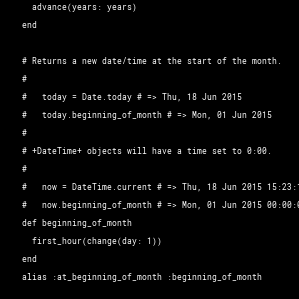 advance(years: years)
end
# Returns a new date/time at the start of the month.
#
#   today = Date.today # => Thu, 18 Jun 2015
#   today.beginning_of_month # => Mon, 01 Jun 2015
#
# +DateTime+ objects will have a time set to 0:00.
#
#   now = DateTime.current # => Thu, 18 Jun 2015 15:23:
#   now.beginning_of_month # => Mon, 01 Jun 2015 00:00:
def beginning_of_month
first_hour(change(day: 1))
end
alias :at_beginning_of_month :beginning_of_month